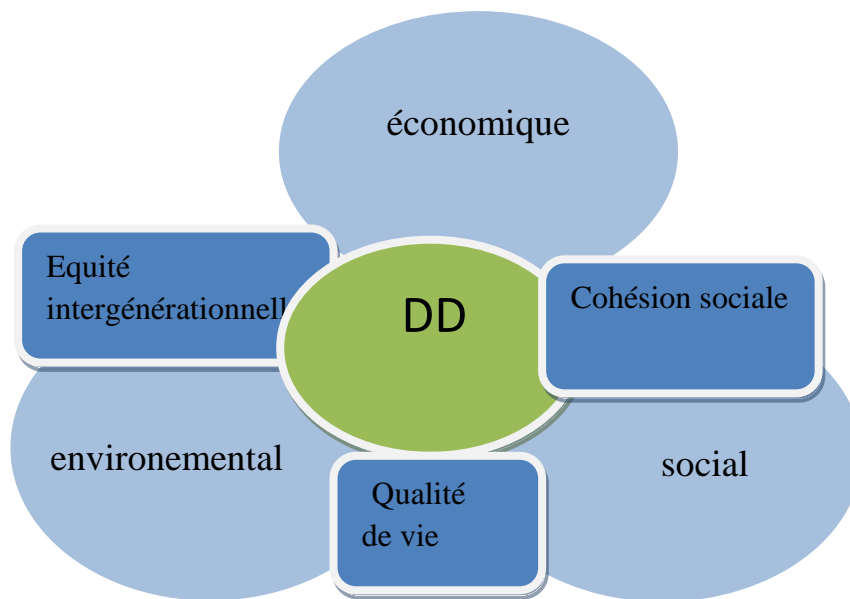 économique
Equité
intergénérationnell
DD
Cohésion sociale
environemental
social
Qualité
de vie